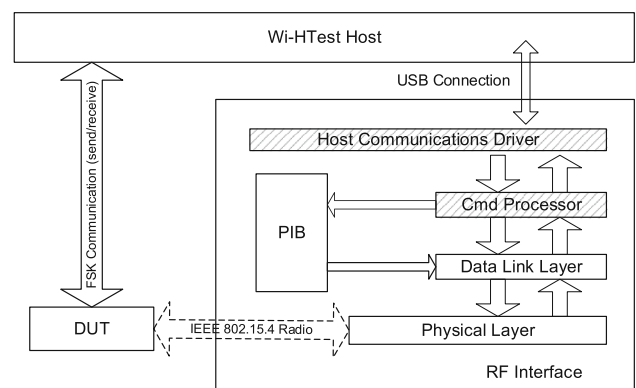 Wi-HTest Host
USB Connection
FSK Communication (send/receive)
Host Communications Driver
Cmd Processor
PIB
Data Link Layer
DUT
IEEE 802.15.4 Radio
Physical Layer
RF Interface